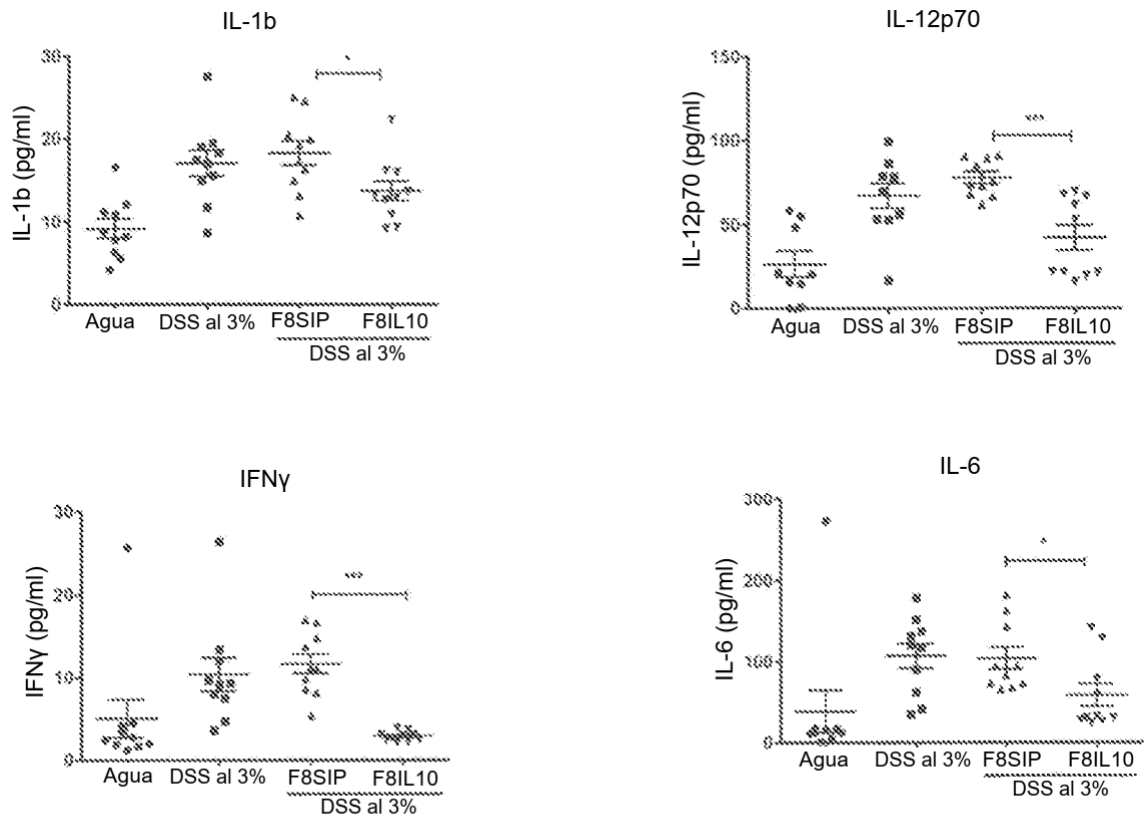 IL-1b
30
20
10
0
IL-1b (pg/ml)
*
Agua DSS al 3% F8SIP F8IL10
DSS al 3%
IL-12p70
150
100
50
0
IL-12p70 (pg/ml)
***
Agua DSS al 3% F8SIP F8IL10
DSS al 3%
IFNγ
30
20
10
0
IFNγ (pg/ml)
***
Agua DSS al 3% F8SIP F8IL10
DSS al 3%
IL-6
300
200
100
0
IL-6 (pg/ml)
*
Agua DSS al 3% F8SIP F8IL10
DSS al 3%